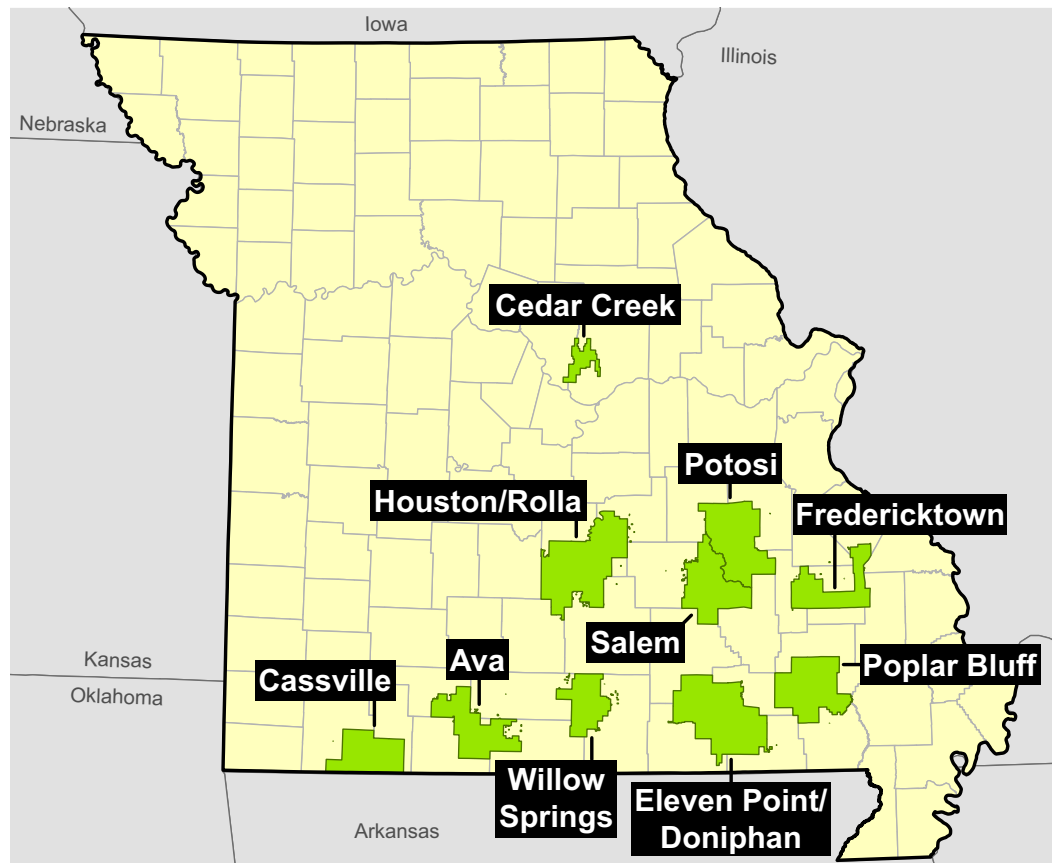 Iowa
Illinois
Nebraska
Cedar Creek
Potosi
Houston/Rolla
Fredericktown
Salem
Ava
Kansas
Poplar Bluff
Cassville
Oklahoma
Willow
Springs
Eleven Point/
Doniphan
Arkansas